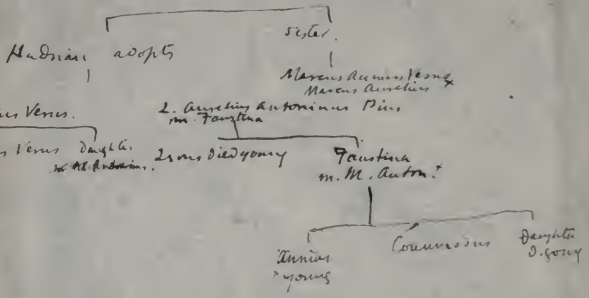 sister.
Hadrian adopts
Marcus Annius Verus x
Marcus Aurelius
us Verus.
2. Aurelius Antoninus Pius
m. Faustina
s Verus Daughter
2 sons died young
Faustina
m. M. Anton. +
Annius
young
Commodus
Daughter
d. young